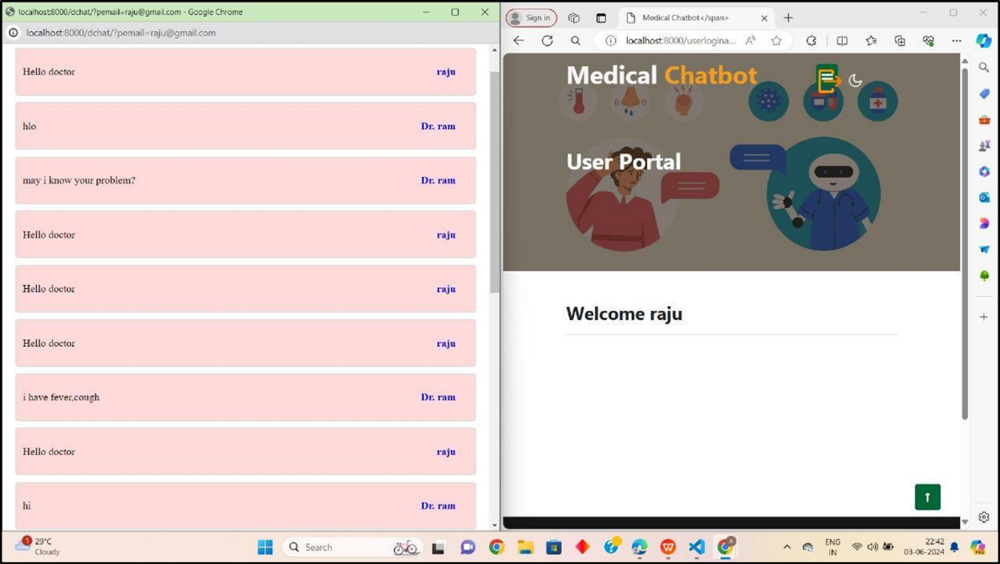 localhost:8000/dchat/?pemail=raju@gmail.com - Google Chrome
localhost:8000/dchat/?pemail=raju@gmail.com
Hello doctor raju
hlo Dr. ram
may i know your problem? Dr. ram
Hello doctor raju
Hello doctor raju
Hello doctor raju
i have fever,cough Dr. ram
Hello doctor raju
hi Dr. ram
Sign in
Medical Chatbot</span>
localhost:8000/userlogina...
Medical Chatbot
User Portal
Welcome raju
1
29°C
Cloudy
Search
ENG
IN
22:42
03-06-2024